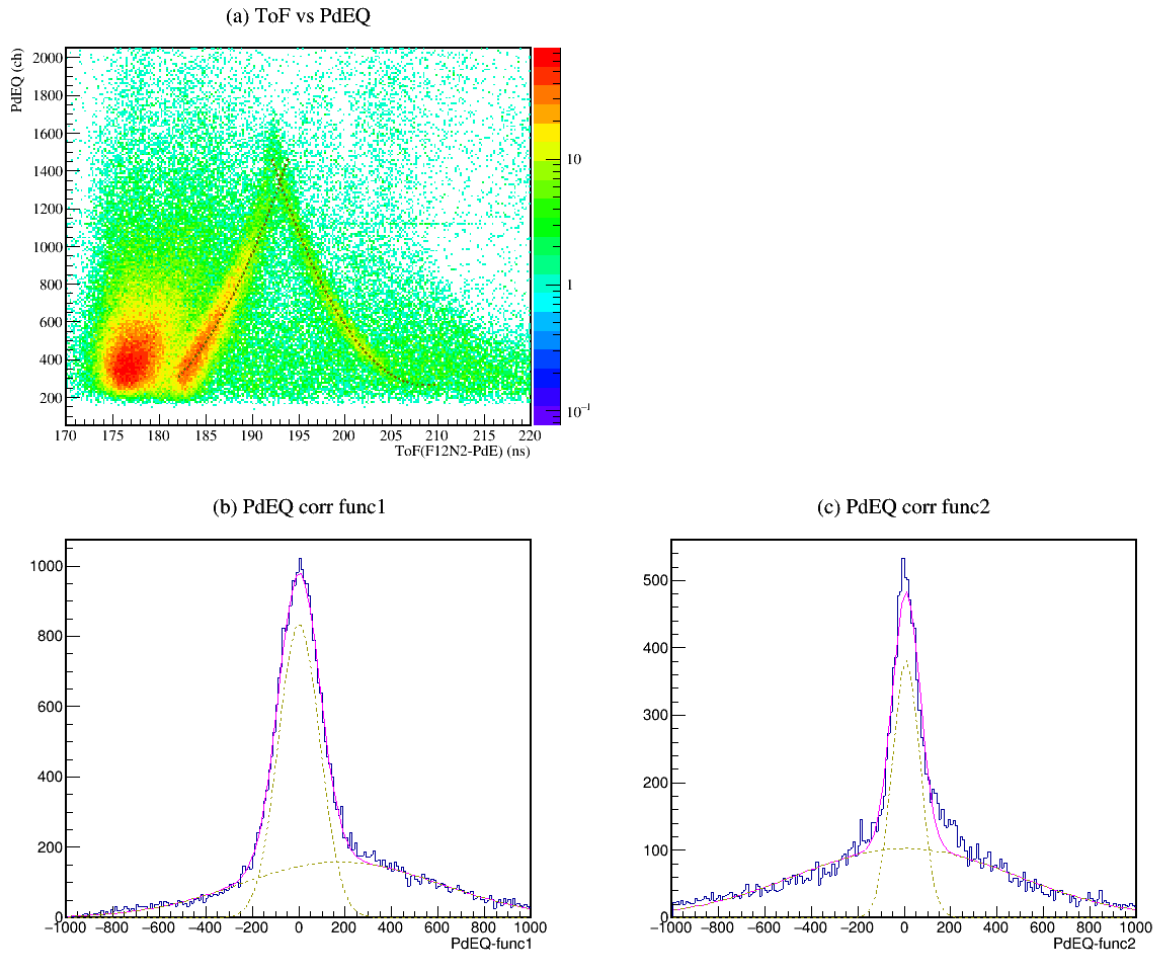 (a) ToF vs PdEQ
PdEQ (ch)
2000
1800
1600
1400
1200
1000
800
600
400
200
170 175 180 185 190 195 200 205 210 215 220
ToF(F12N2-PdE) (ns)
10
1
10⁻¹
(b) PdEQ corr func1
1000
800
600
400
200
0
−1000 −800 −600 −400 −200 0 200 400 600 800 1000
PdEQ-func1
(c) PdEQ corr func2
500
400
300
200
100
0
−1000 −800 −600 −400 −200 0 200 400 600 800 1000
PdEQ-func2